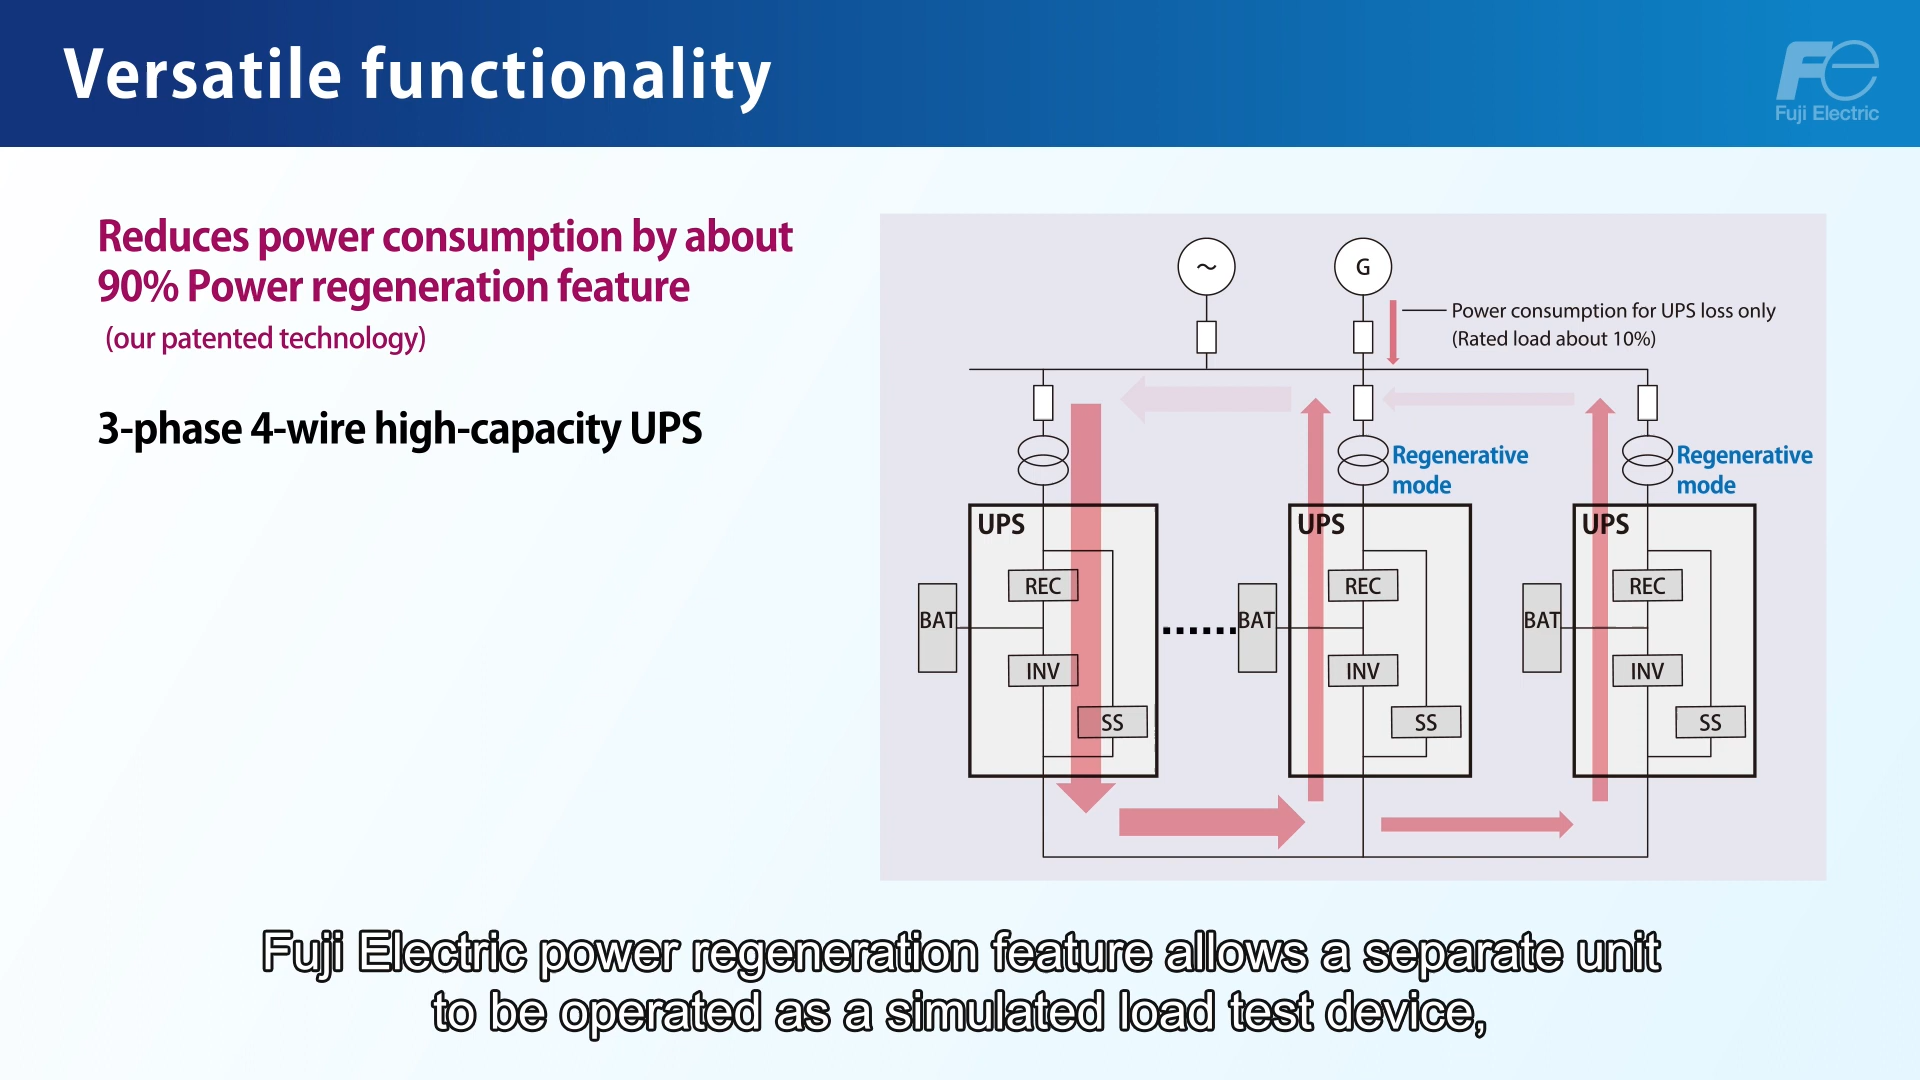 Versatile functionality
Fe
Fuji Electric
Reduces power consumption by about
90% Power regeneration feature
(our patented technology)
3-phase 4-wire high-capacity UPS
~
G
Power consumption for UPS loss only
(Rated load about 10%)
Regenerative
mode
Regenerative
mode
UPS
UPS
UPS
REC
REC
REC
BAT
BAT
BAT
INV
INV
INV
SS
SS
SS
Fuji Electric power regeneration feature allows a separate unit
to be operated as a simulated load test device,